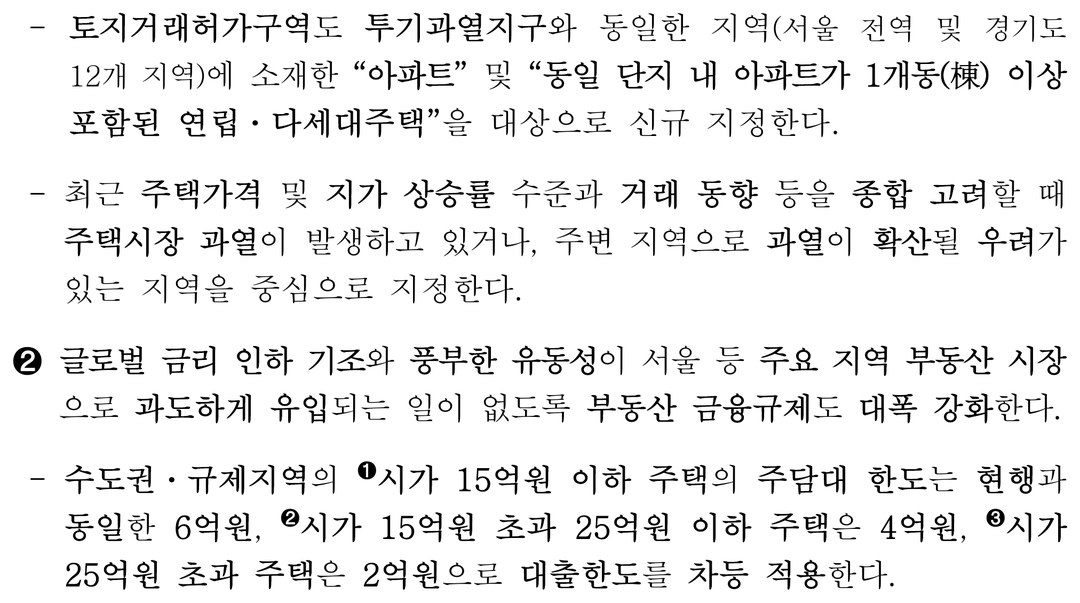 - 토지거래허가구역도 투기과열지구와 동일한 지역(서울 전역 및 경기도
12개 지역)에 소재한 “아파트” 및 “동일 단지 내 아파트가 1개동(棟) 이상
포함된 연립・다세대주택”을 대상으로 신규 지정한다.
- 최근 주택가격 및 지가 상승률 수준과 거래 동향 등을 종합 고려할 때
주택시장 과열이 발생하고 있거나, 주변 지역으로 과열이 확산될 우려가
있는 지역을 중심으로 지정한다.
❷ 글로벌 금리 인하 기조와 풍부한 유동성이 서울 등 주요 지역 부동산 시장
으로 과도하게 유입되는 일이 없도록 부동산 금융규제도 대폭 강화한다.
- 수도권・규제지역의 ❶시가 15억원 이하 주택의 주담대 한도는 현행과
동일한 6억원, ❷시가 15억원 초과 25억원 이하 주택은 4억원, ❸시가
25억원 초과 주택은 2억원으로 대출한도를 차등 적용한다.